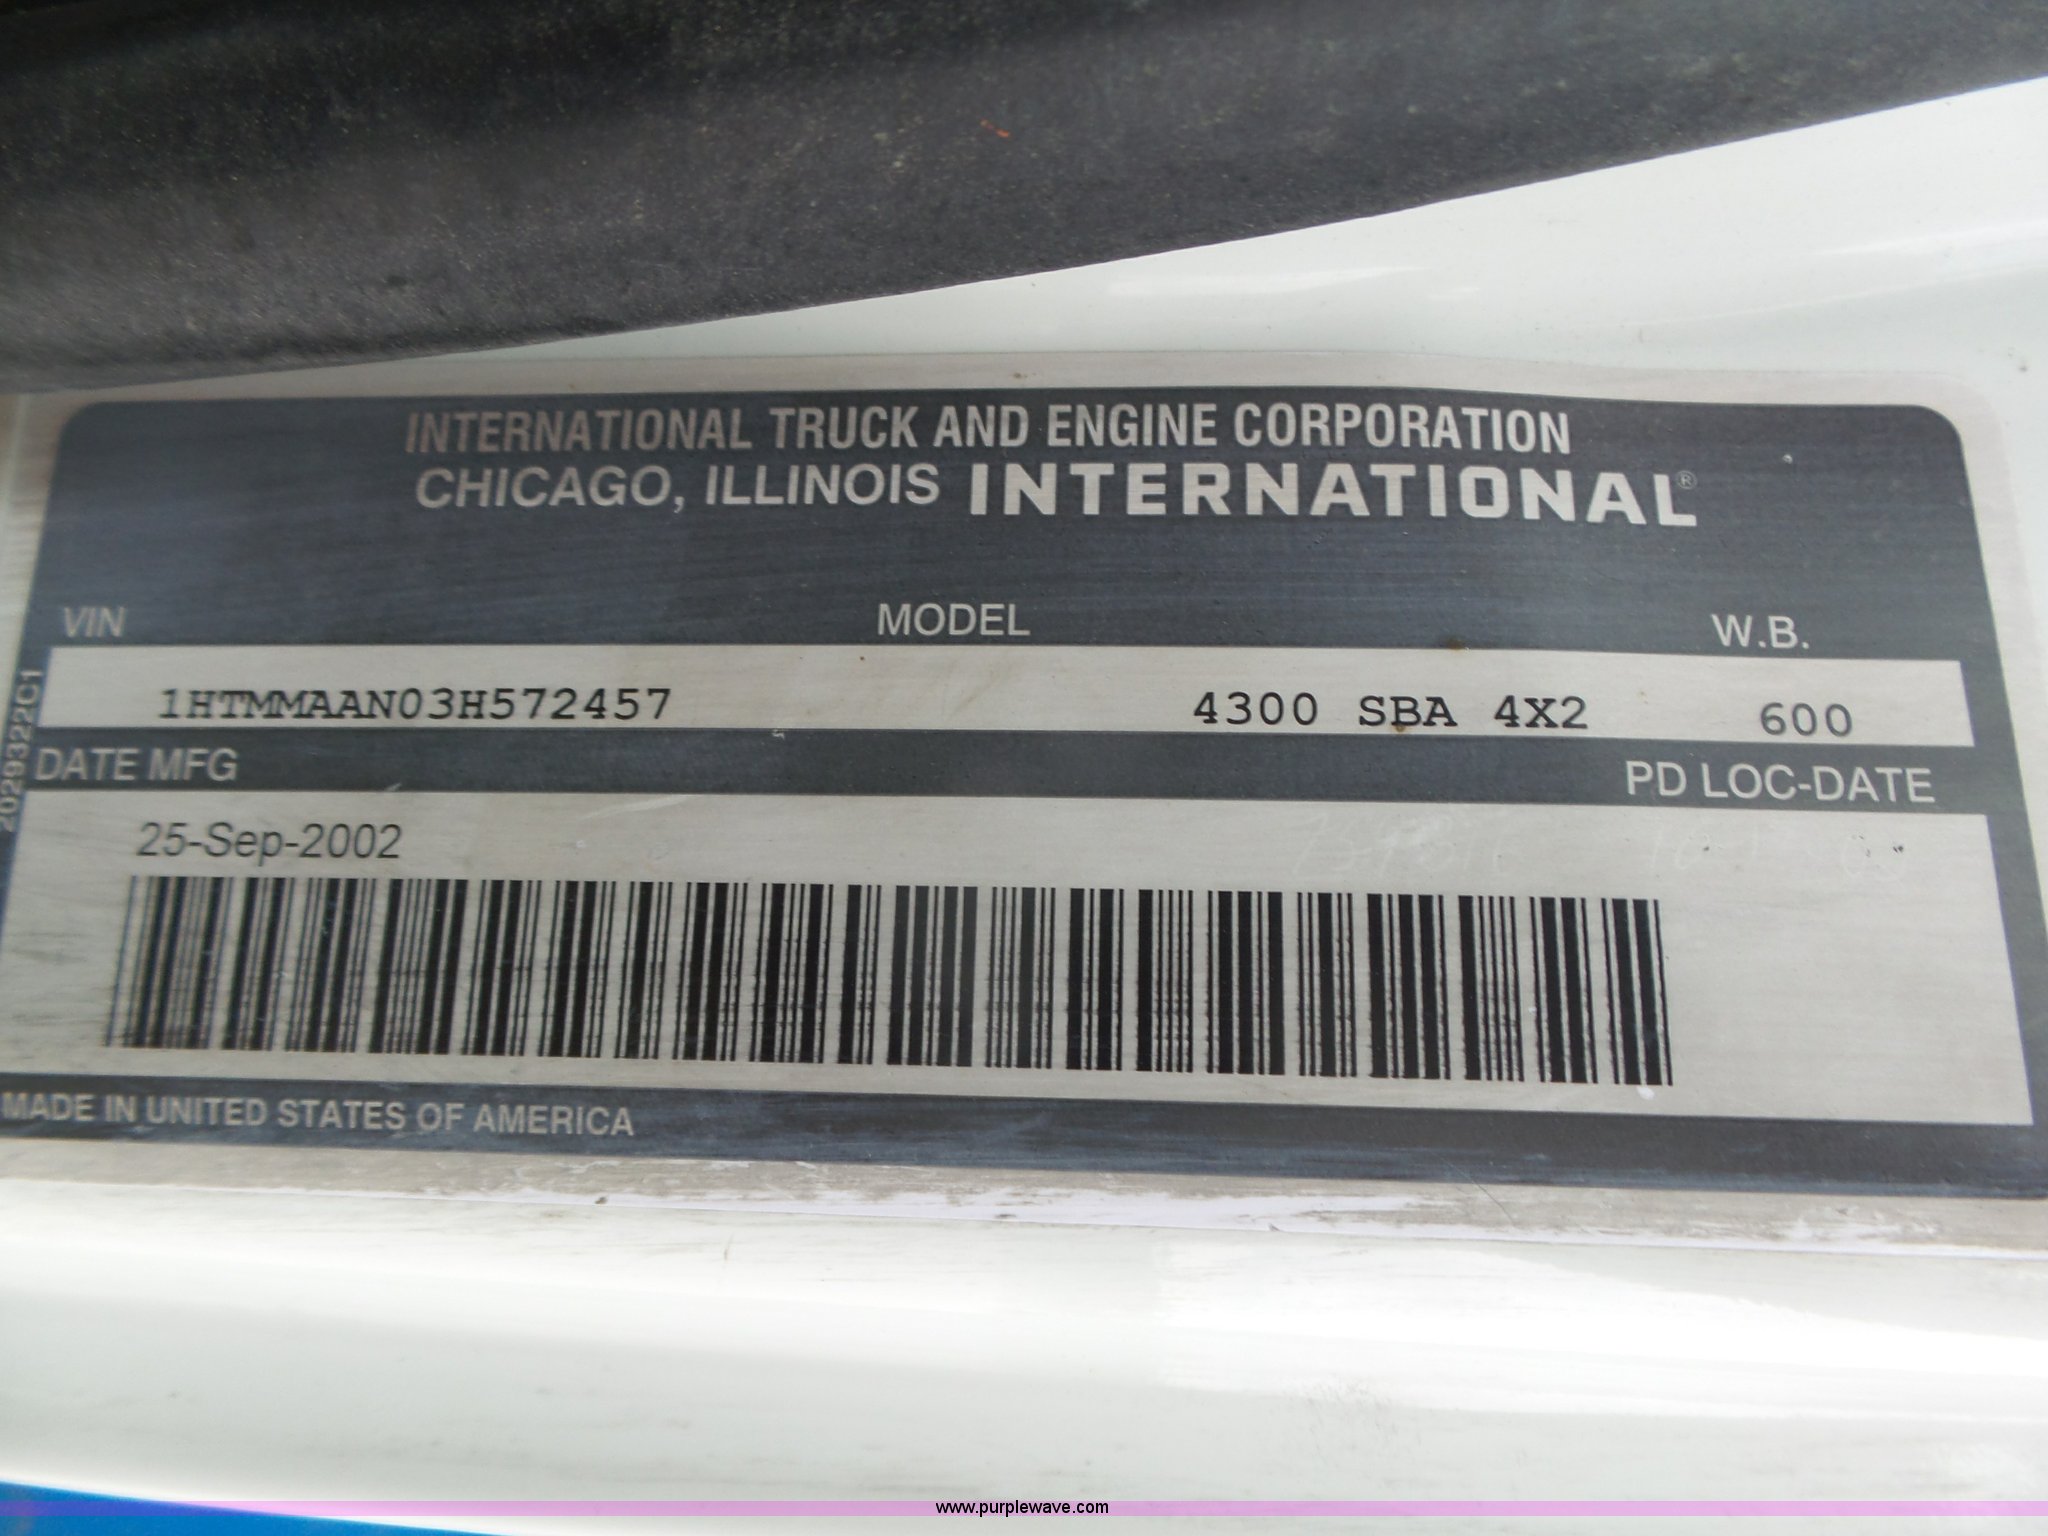 INTERNATIONAL TRUCK AND ENGINE CORPORATION
CHICAGO, ILLINOIS INTERNATIONAL®
VIN MODEL W.B.
1HTMMAAN03H572457 4300 SBA 4X2 600
DATE MFG PD LOC-DATE
25-Sep-2002
MADE IN UNITED STATES OF AMERICA
2029322C1
www.purplewave.com